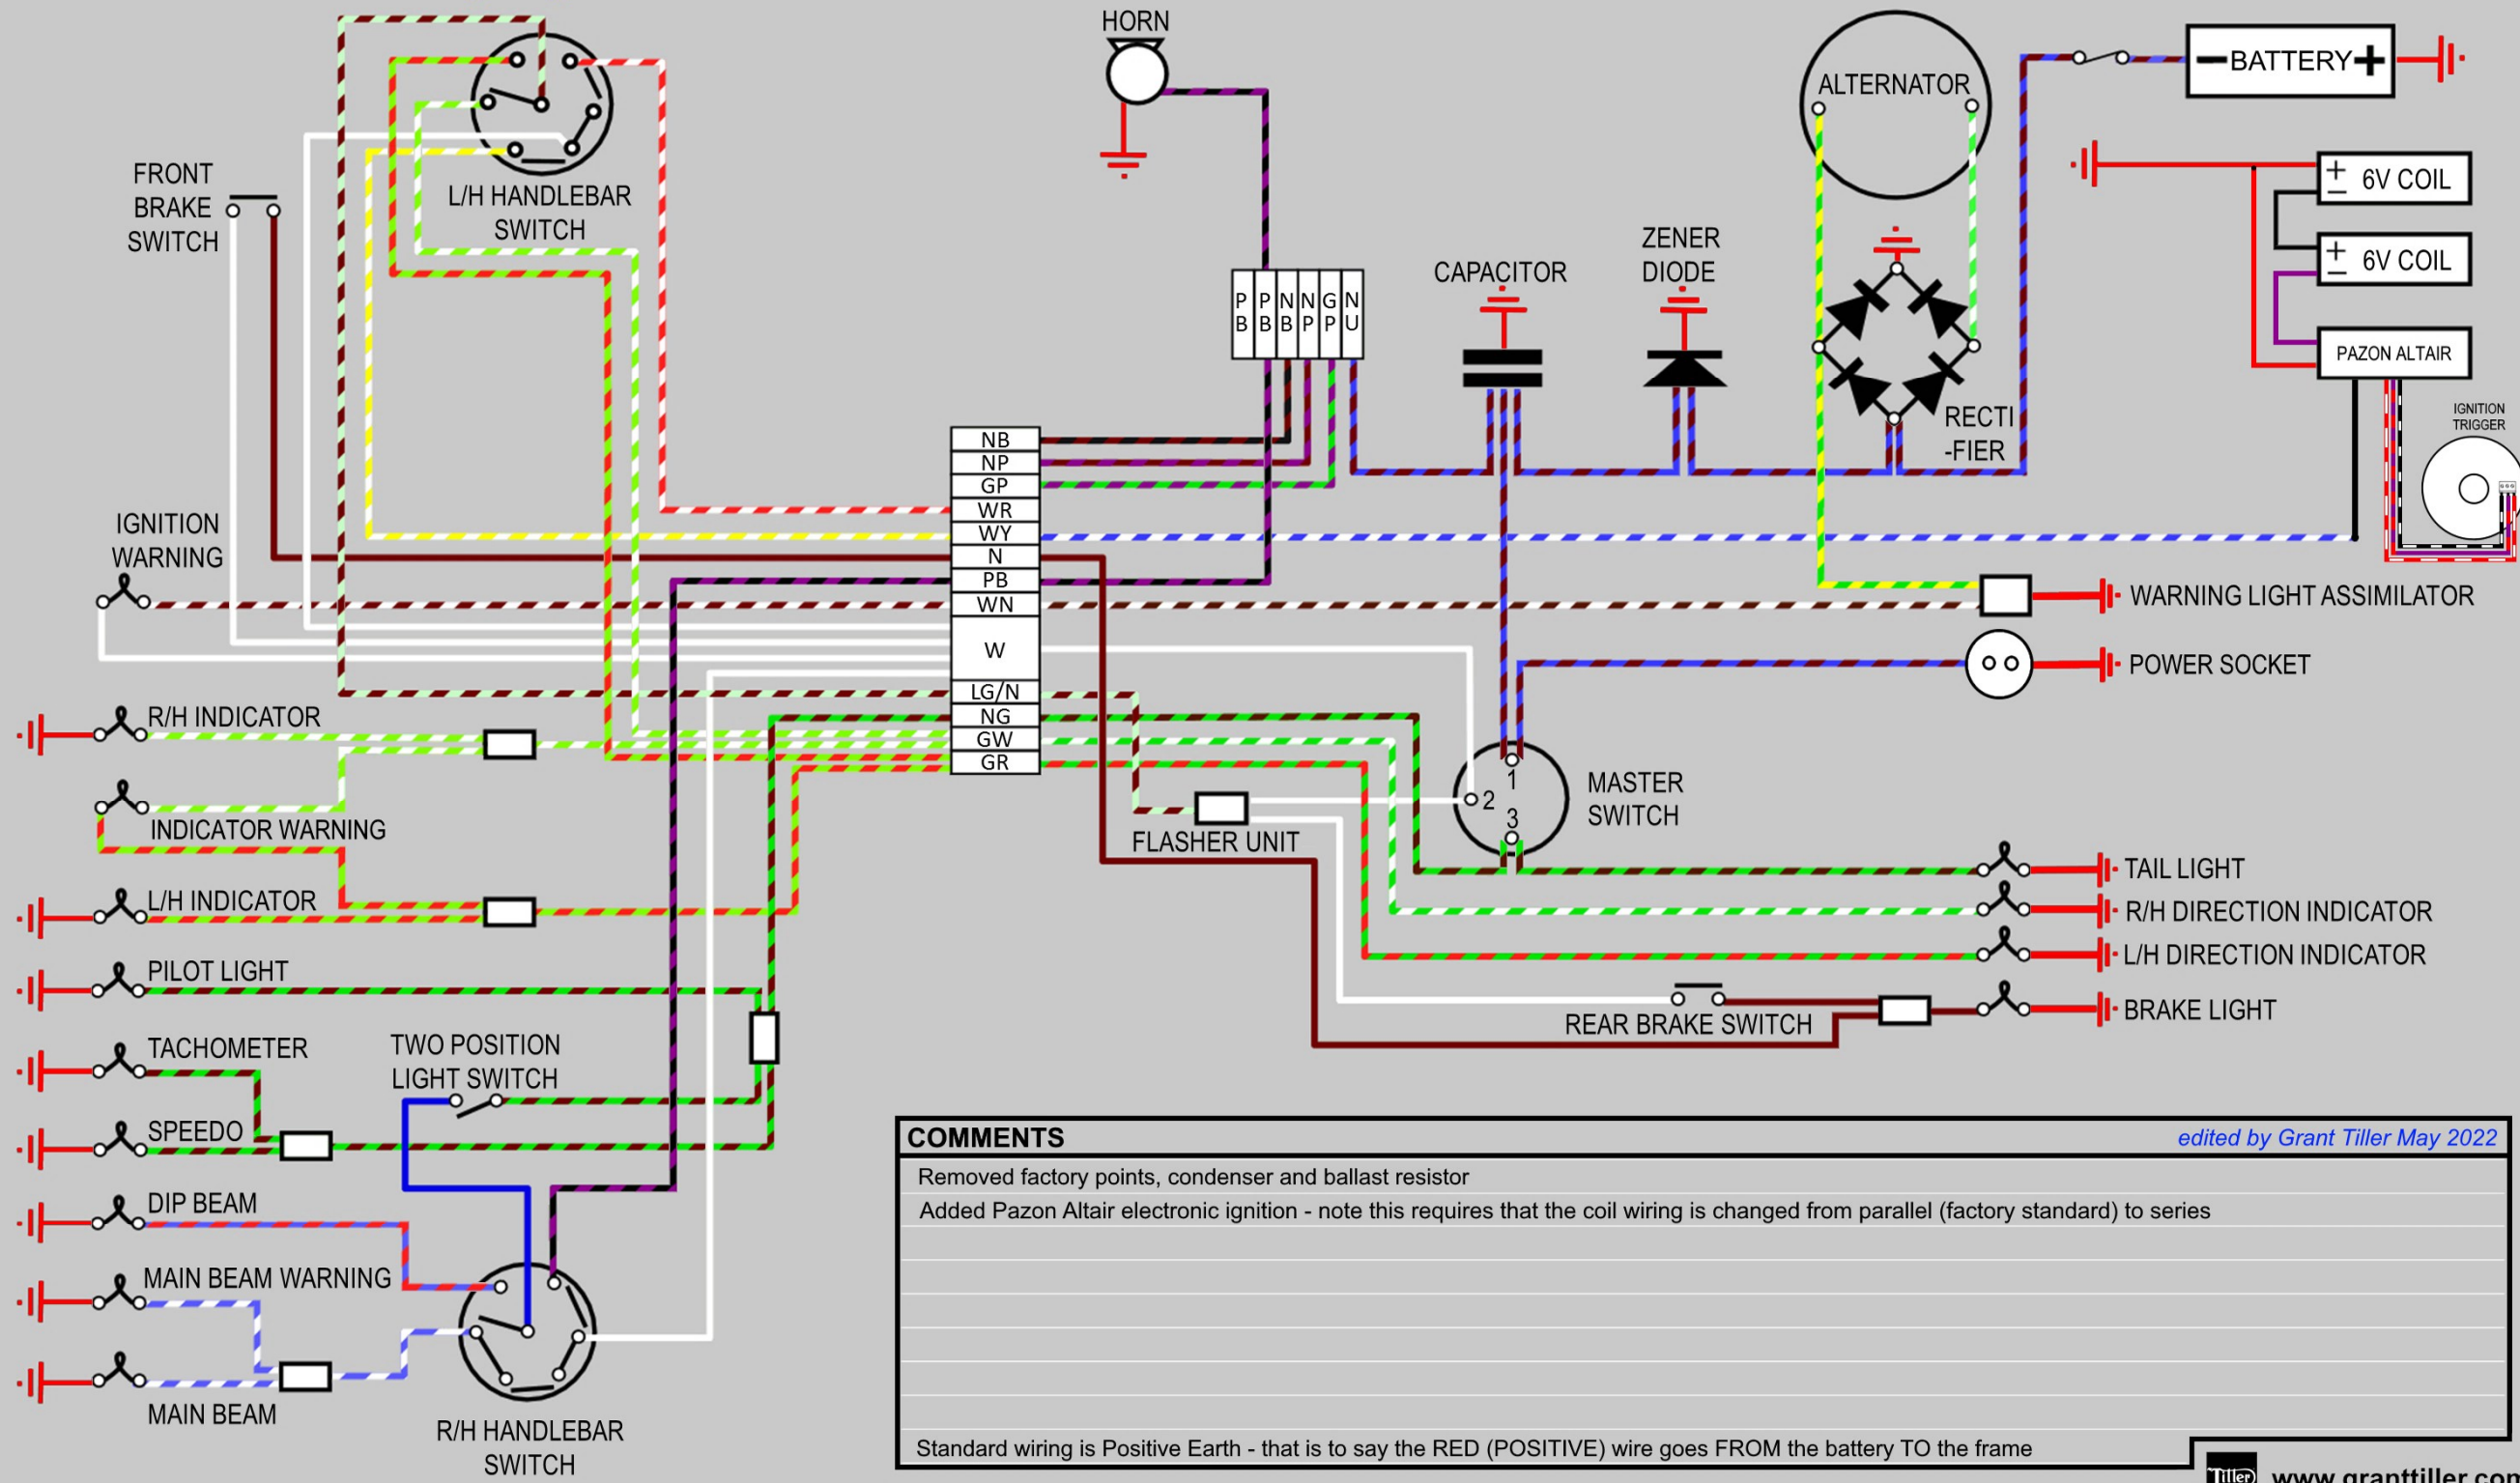 HORN
ALTERNATOR
BATTERY
L/H HANDLEBAR
SWITCH
FRONT
BRAKE
SWITCH
6V COIL
6V COIL
PAZON ALTAIR
IGNITION
TRIGGER
CAPACITOR
ZENER
DIODE
RECTI
-FIER
P B
P B
N B
N P
G P
N U
IGNITION
WARNING
NB
NP
GP
WR
WY
N
PB
WN
W
LG/N
NG
GW
GR
WARNING LIGHT ASSIMILATOR
POWER SOCKET
R/H INDICATOR
INDICATOR WARNING
L/H INDICATOR
PILOT LIGHT
TACHOMETER
SPEEDO
DIP BEAM
MAIN BEAM WARNING
MAIN BEAM
TWO POSITION
LIGHT SWITCH
R/H HANDLEBAR
SWITCH
FLASHER UNIT
1
2
3
MASTER
SWITCH
TAIL LIGHT
R/H DIRECTION INDICATOR
L/H DIRECTION INDICATOR
REAR BRAKE SWITCH
BRAKE LIGHT
COMMENTS
edited by Grant Tiller May 2022
Removed factory points, condenser and ballast resistor
Added Pazon Altair electronic ignition - note this requires that the coil wiring is changed from parallel (factory standard) to series
Standard wiring is Positive Earth - that is to say the RED (POSITIVE) wire goes FROM the battery TO the frame
Tiller
www.granttiller.com